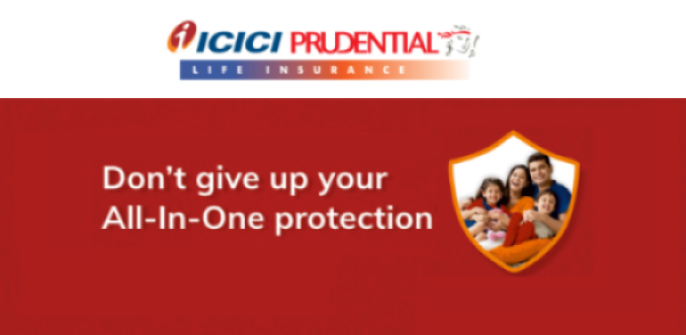 ICICI PRUDENTIAL
LIFE INSURANCE
Don't give up your
All-In-One protection